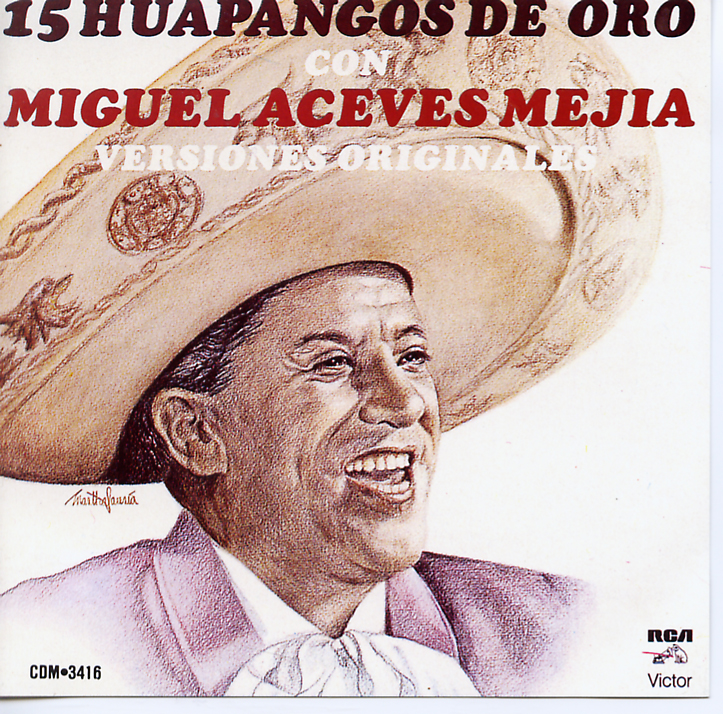 15 HUAPANGOS DE ORO
CON
MIGUEL ACEVES MEJIA
VERSIONES ORIGINALES
CDM•3416
RCA
Victor